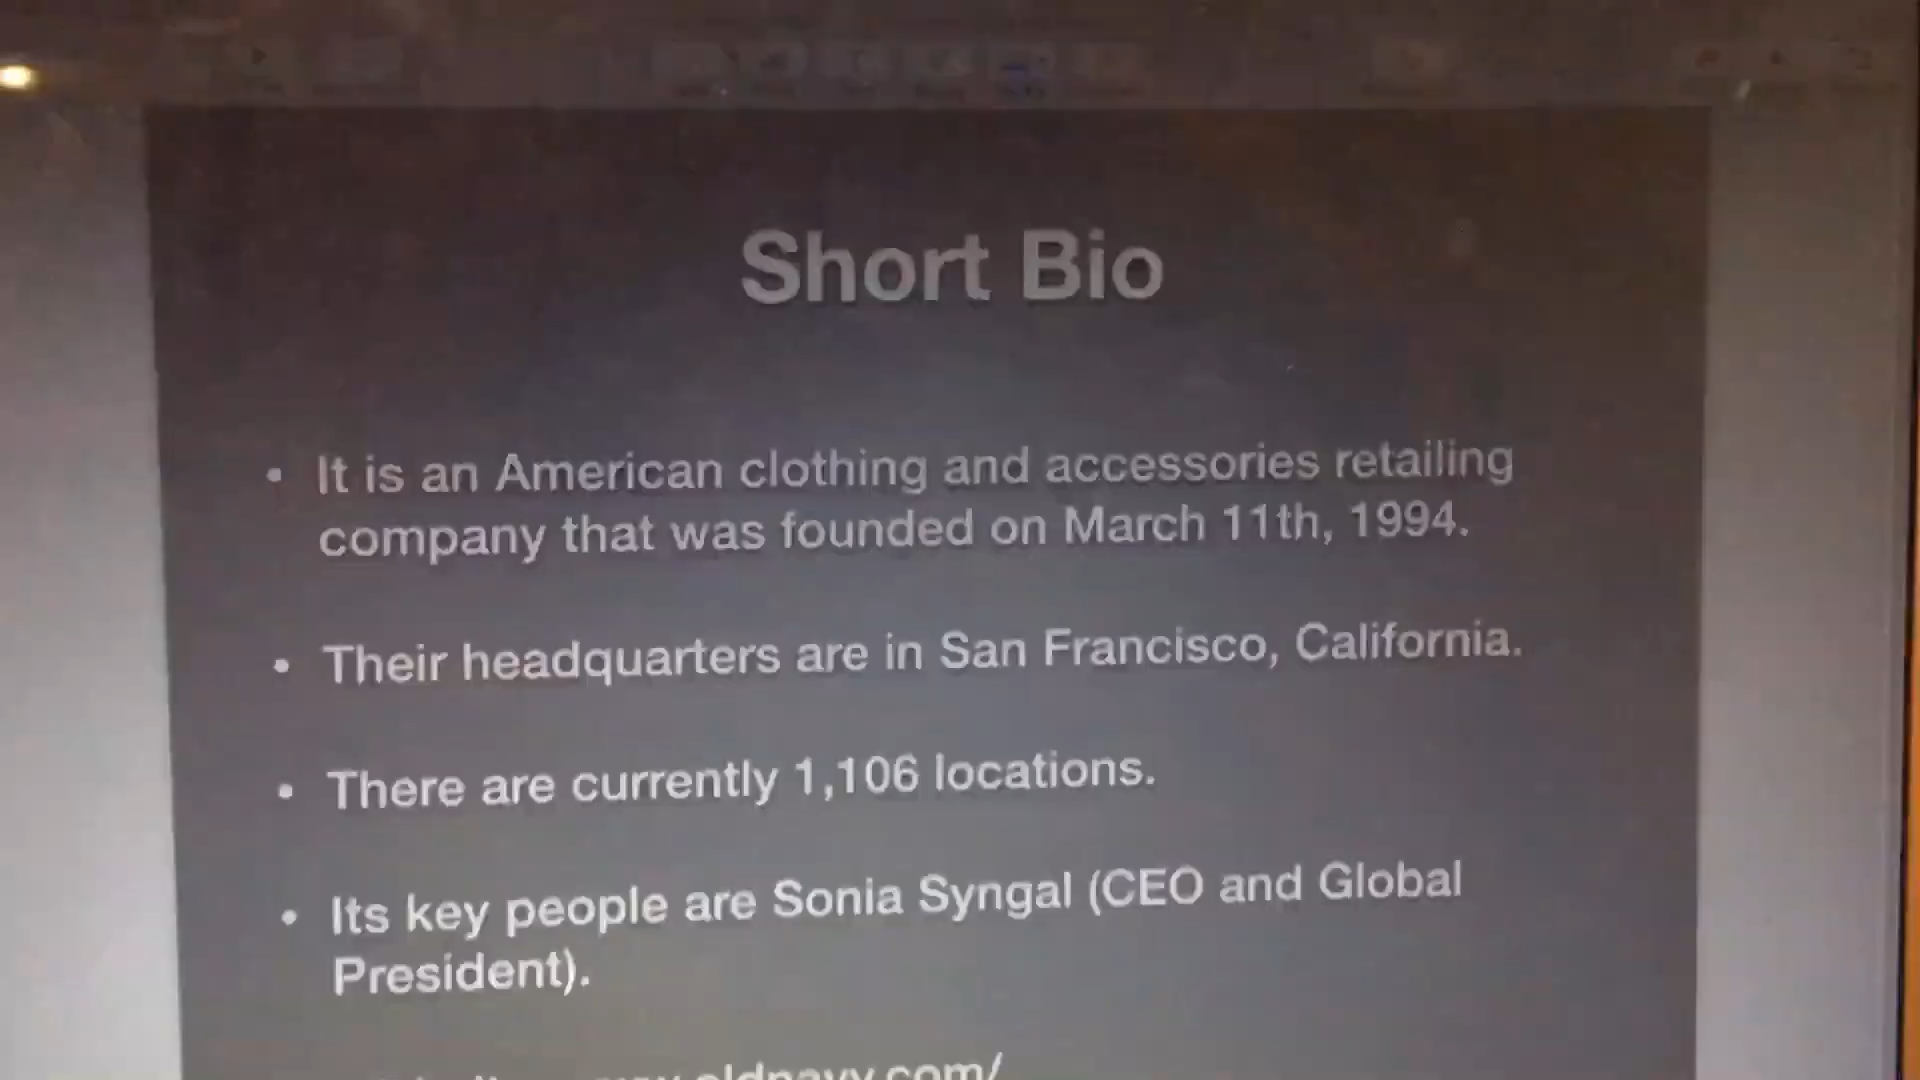 Short Bio
• It is an American clothing and accessories retailing
company that was founded on March 11th, 1994.
• Their headquarters are in San Francisco, California.
• There are currently 1,106 locations.
• Its key people are Sonia Syngal (CEO and Global
President).
oldnavy.com/